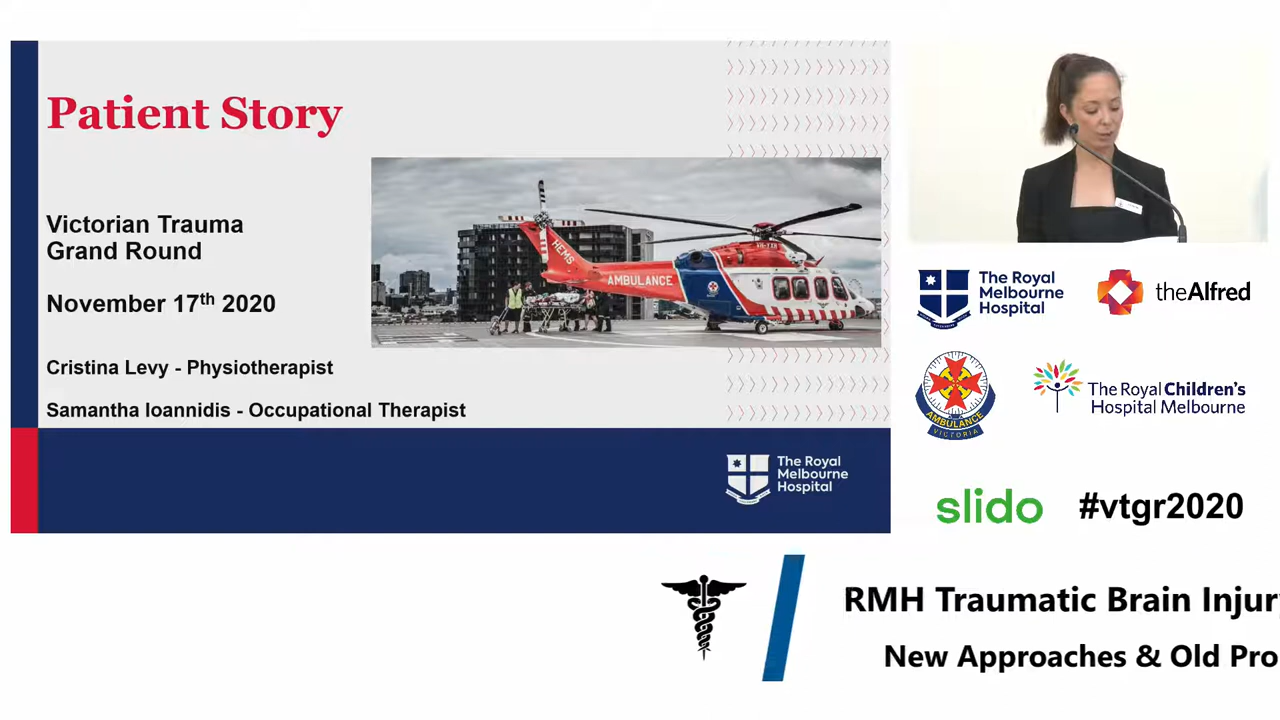 Patient Story
Victorian Trauma
Grand Round
November 17th 2020
Cristina Levy - Physiotherapist
Samantha Ioannidis - Occupational Therapist
HEMS
AMBULANCE
The Royal
Melbourne
Hospital
The Royal
Melbourne
Hospital
theAlfred
AMBULANCE
VICTORIA
The Royal Children's
Hospital Melbourne
slido
#vtgr2020
RMH Traumatic Brain Injury
New Approaches & Old Pro